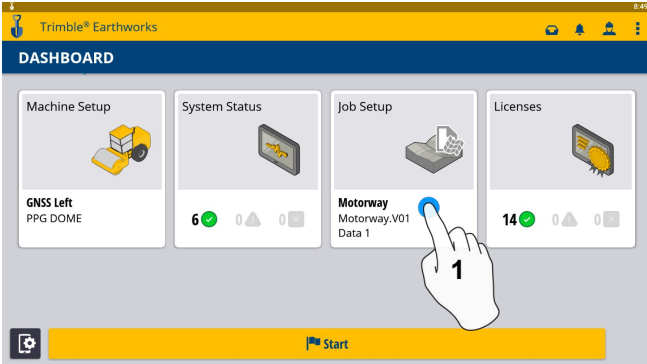 8:49
Trimble® Earthworks
DASHBOARD
Machine Setup
System Status
Job Setup
Licenses
GNSS Left
PPG DOME
6 0 0
Motorway
Motorway.V01
Data 1
14 0 0
1
Start